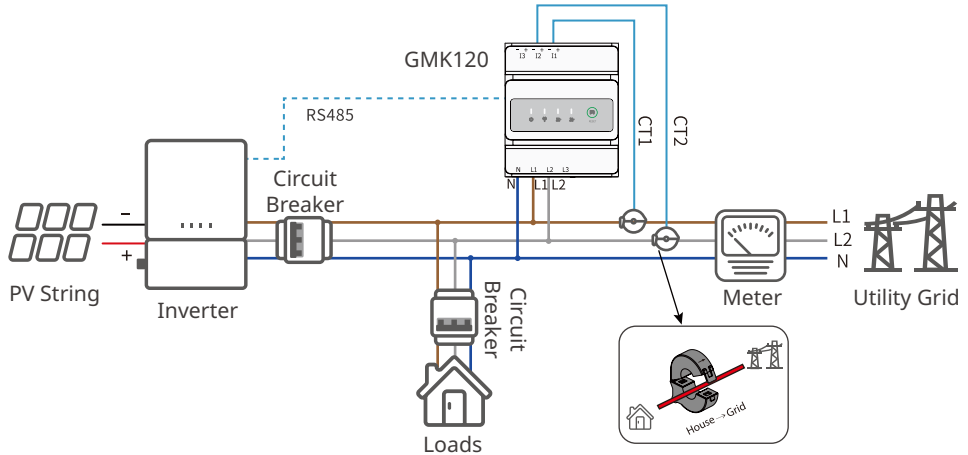 - + - + - +
I3 I2 I1
GMK120
RS485
CT1
CT2
N L1 L2 L3
N L1 L2
Circuit
Breaker
L1
L2
N
-
+
PV String
Inverter
Circuit
Breaker
Meter
Utility Grid
House→Grid
Loads